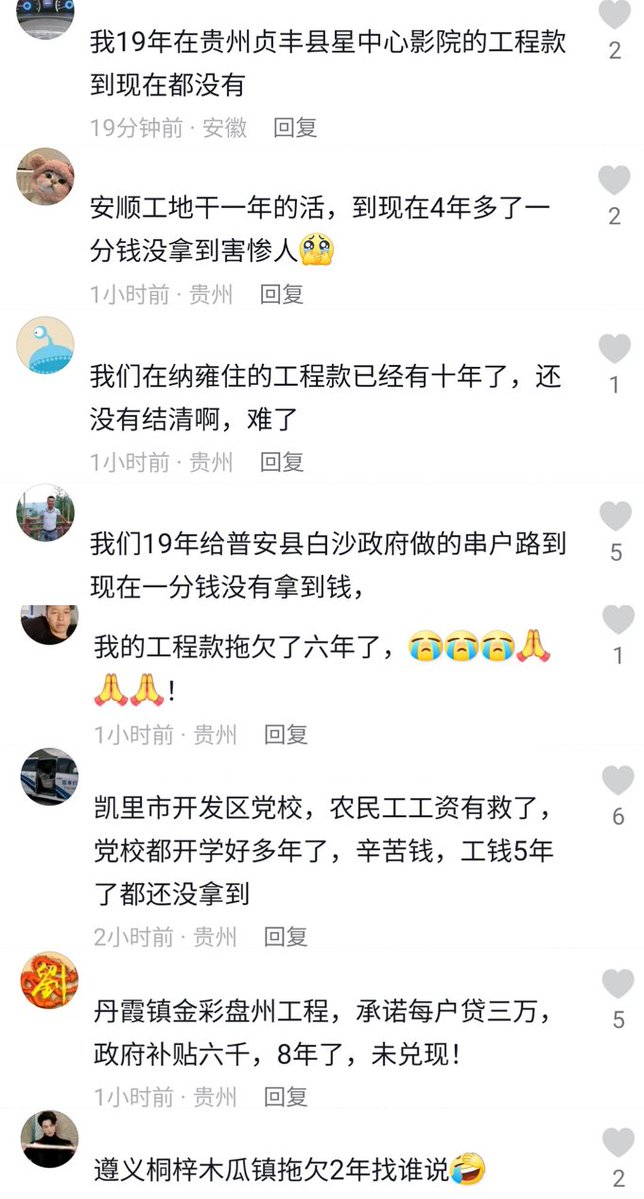 我19年在贵州贞丰县星中心影院的工程款
到现在都没有
2
19分钟前 · 安徽 回复
安顺工地干一年的活，到现在4年多了一
分钱没拿到害惨人🥹
2
1小时前 · 贵州 回复
我们在纳雍住的工程款已经有十年了，还
没有结清啊，难了
1
1小时前 · 贵州 回复
我们19年给普安县白沙政府做的串户路到
现在一分钱没有拿到钱，
5
我的工程款拖欠了六年了，😭😭😭🙏
🙏🙏！
1
1小时前 · 贵州 回复
凯里市开发区党校，农民工工资有救了，
党校都开学好多年了，辛苦钱，工钱5年
了都还没拿到
6
2小时前 · 贵州 回复
劉
丹霞镇金彩盘州工程，承诺每户贷三万，
政府补贴六千，8年了，未兑现！
5
1小时前 · 贵州 回复
遵义桐梓木瓜镇拖欠2年找谁说🤣
2